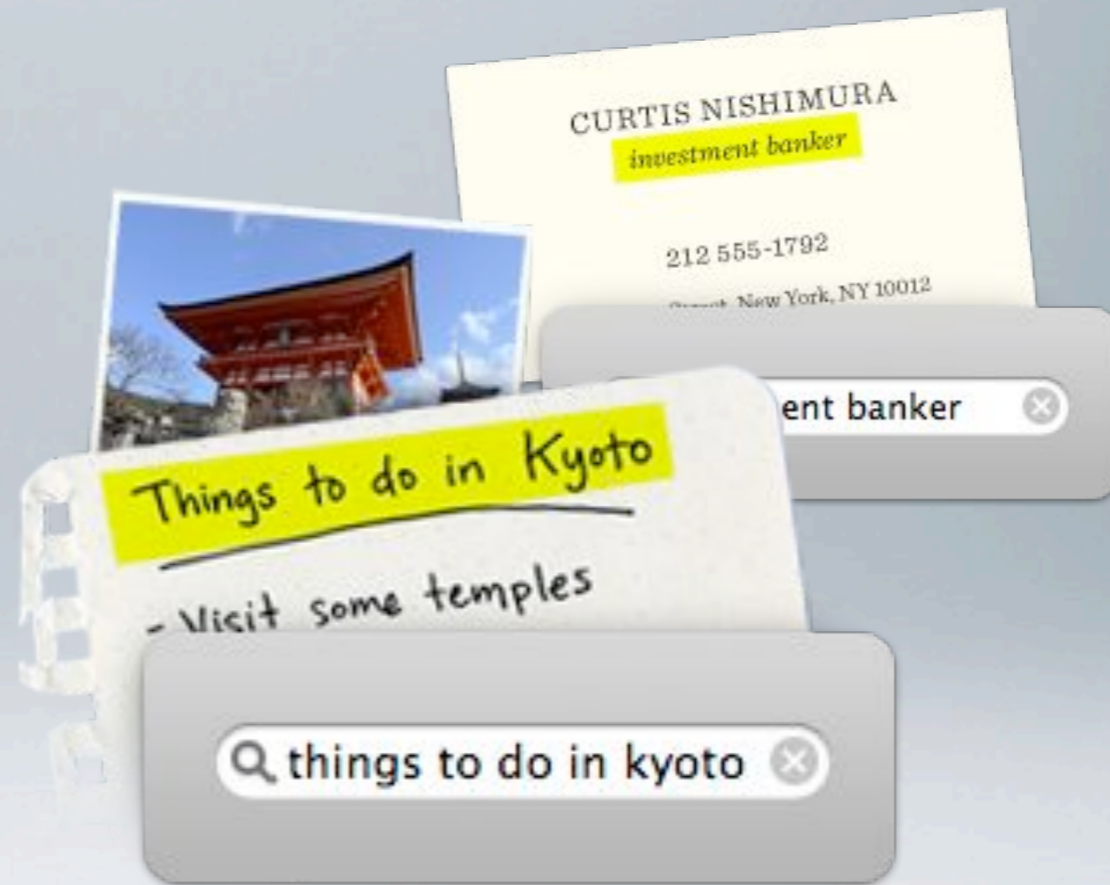 CURTIS NISHIMURA
investment banker
212 555-1792
New York, NY 10012
ent banker
Things to do in Kyoto
- Visit some temples
things to do in kyoto